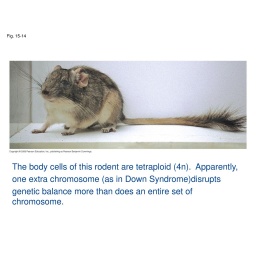 Fig. 15-14
Copyright © 2008 Pearson Education, Inc., publishing as Pearson Benjamin Cummings.
The body cells of this rodent are tetraploid (4n).  Apparently,
one extra chromosome (as in Down Syndrome)disrupts
genetic balance more than does an entire set of
chromosome.